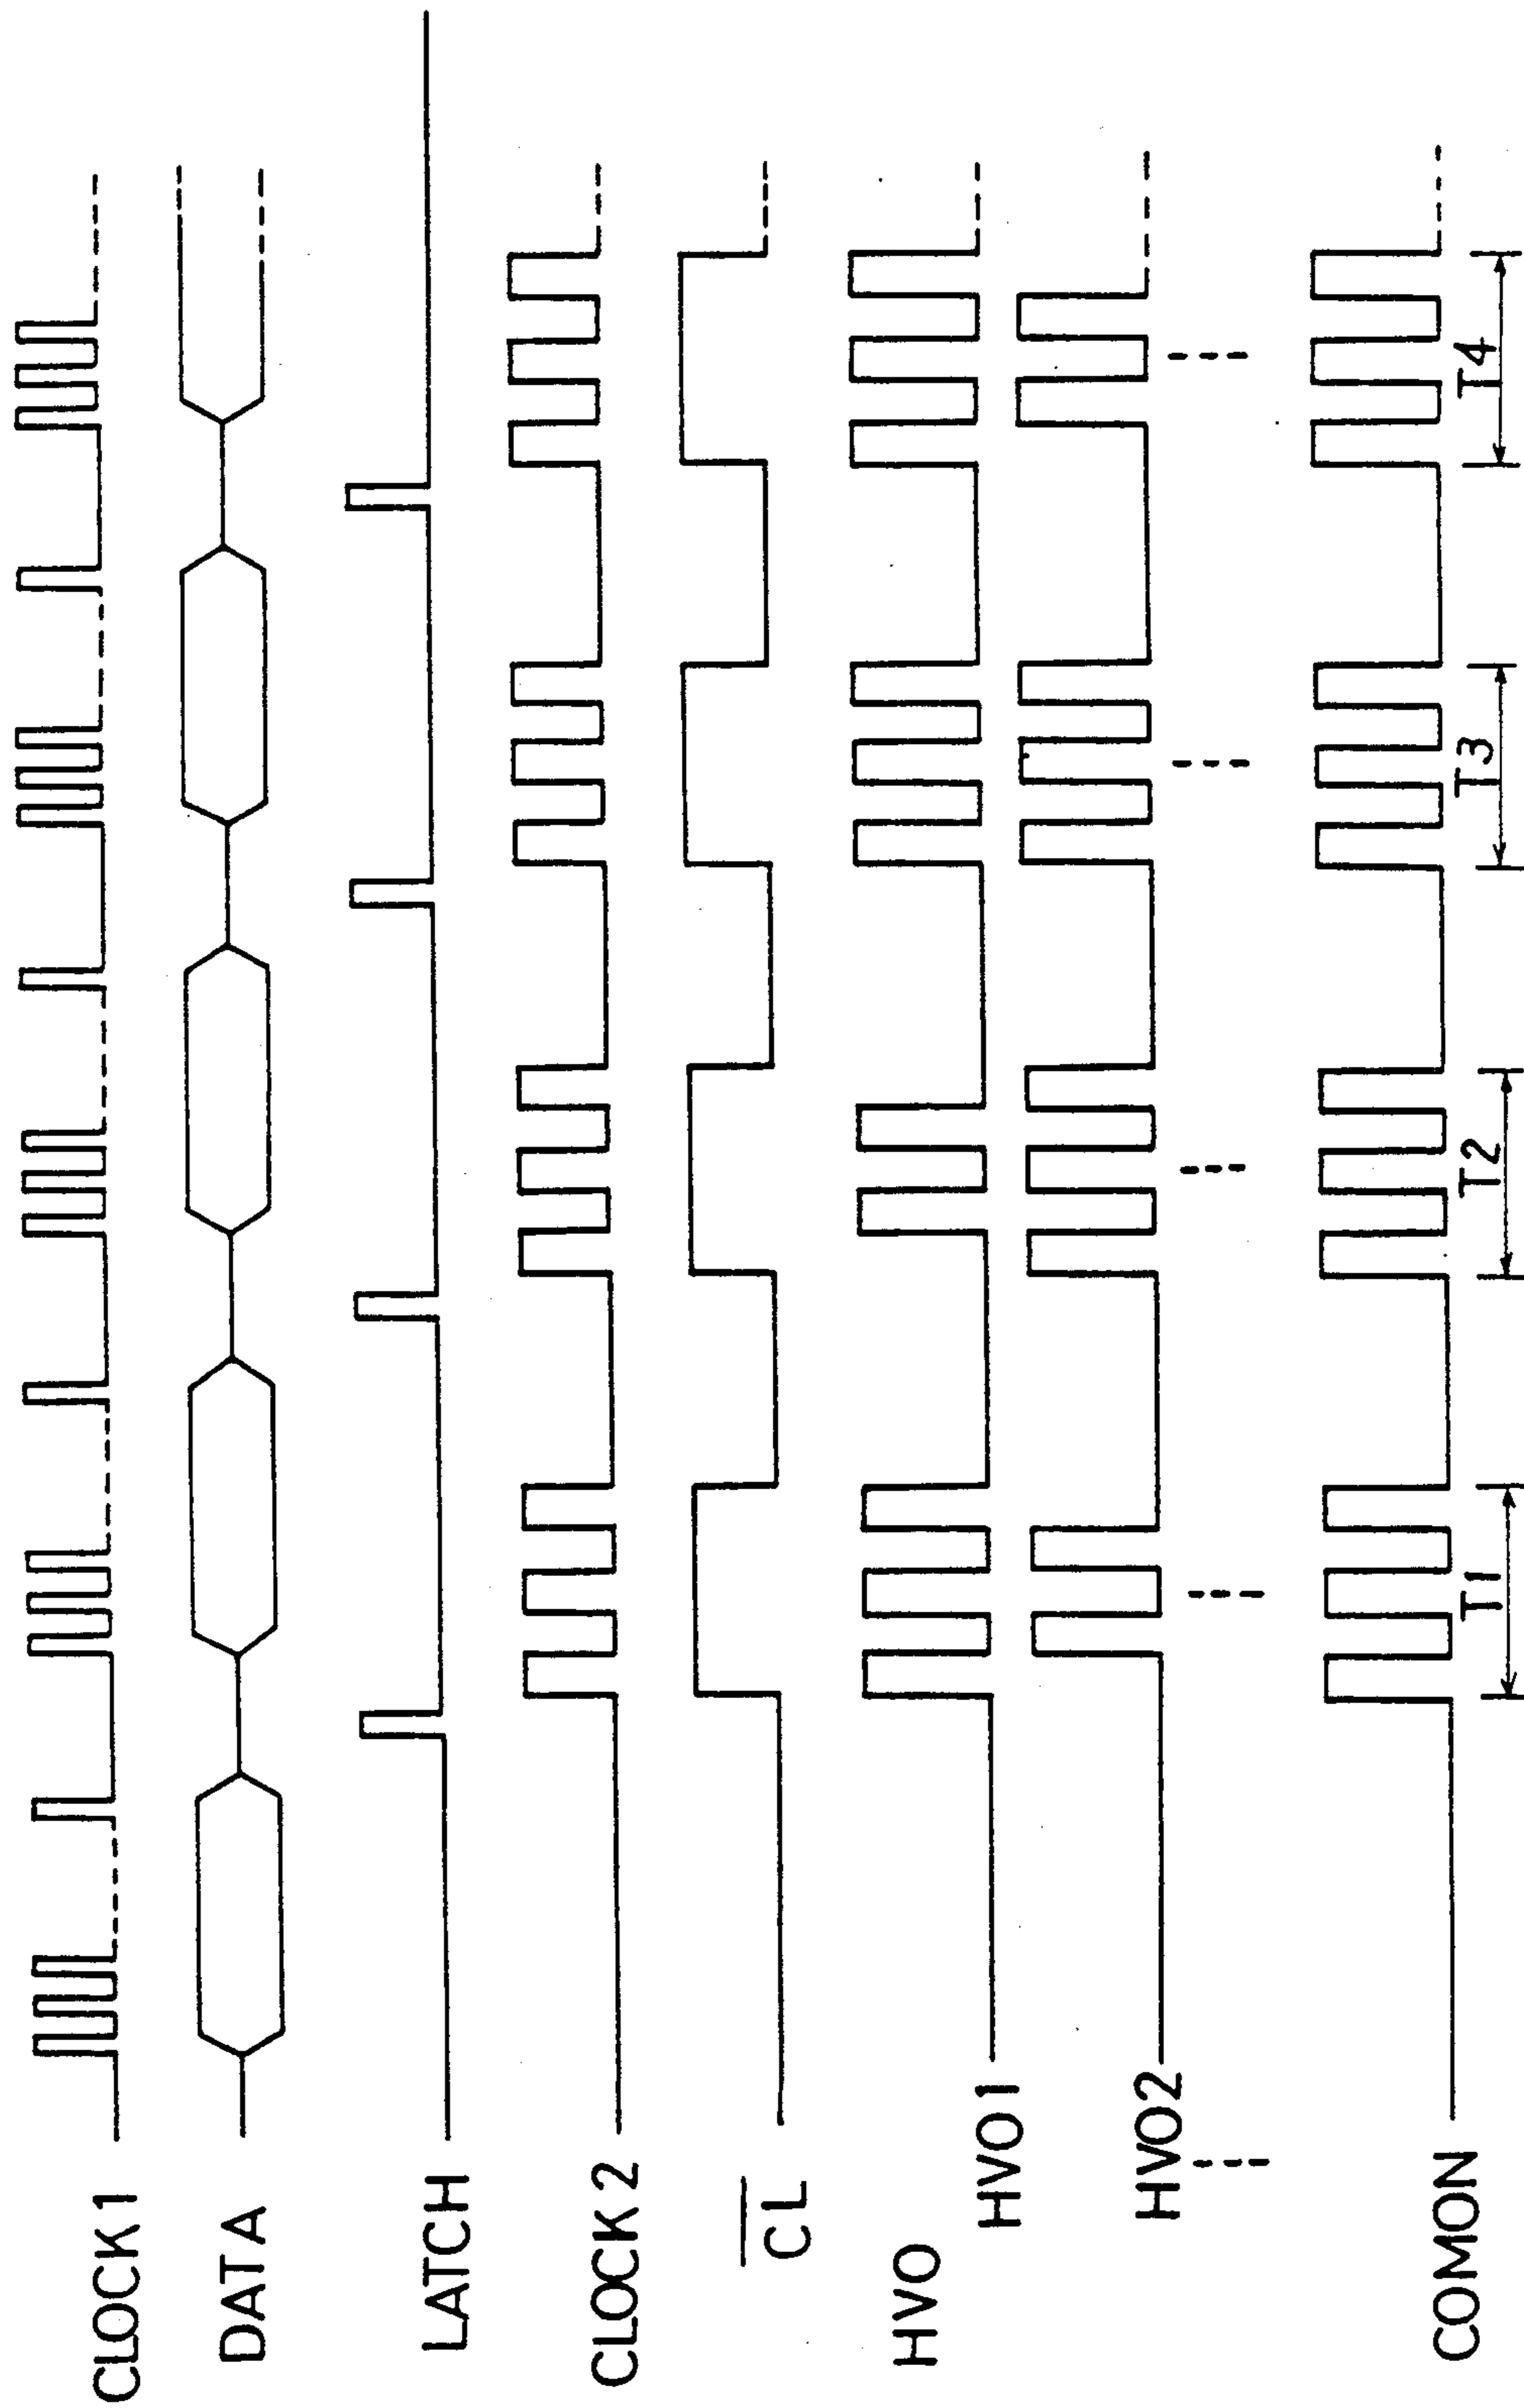 CLOCK 1
DATA
LATCH
CLOCK 2
CL
HVO
HVO1
HVO2
COMON
T1
T2
T3
T4